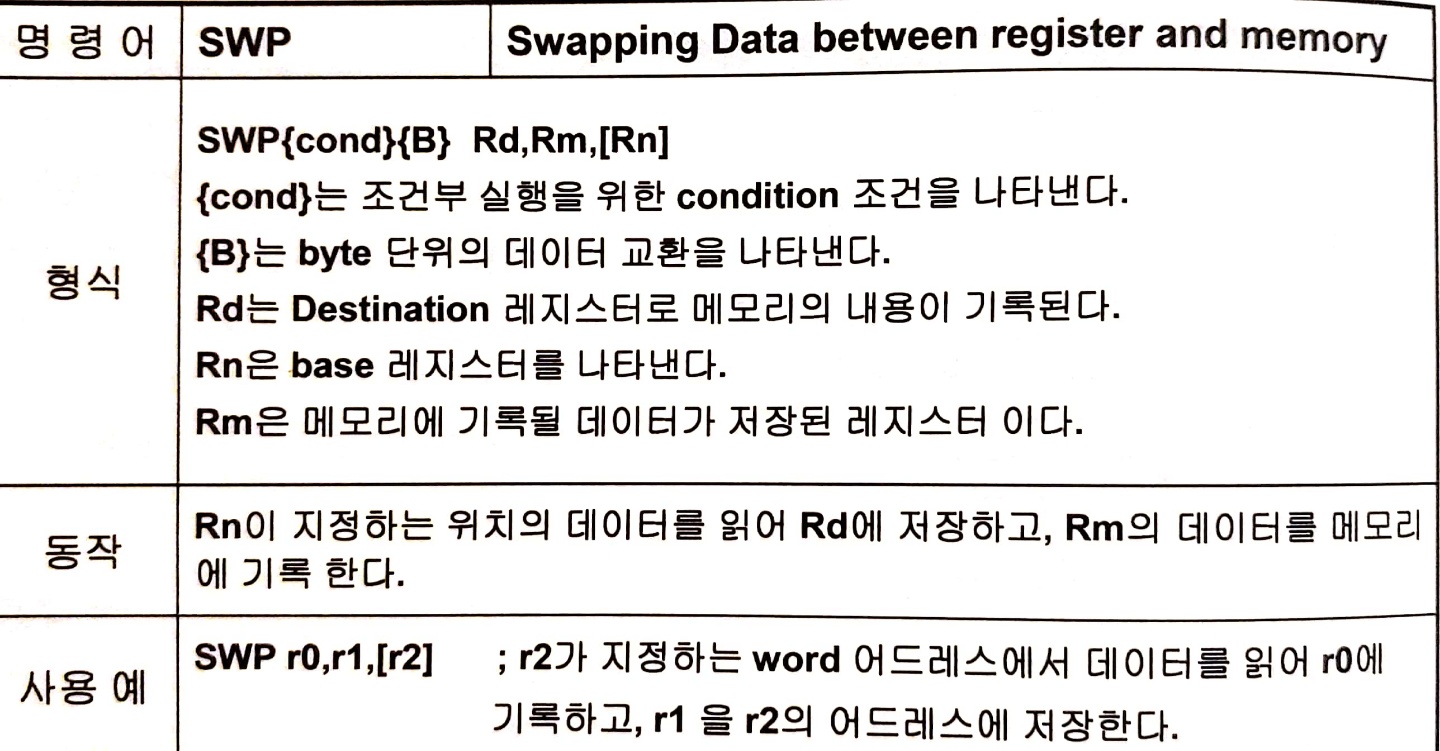 명 령 어 SWP Swapping Data between register and memory
SWP{cond}{B} Rd,Rm,[Rn]
{cond}는 조건부 실행을 위한 condition 조건을 나타낸다.
{B}는 byte 단위의 데이터 교환을 나타낸다.
형식
Rd는 Destination 레지스터로 메모리의 내용이 기록된다.
Rn은 base 레지스터를 나타낸다.
Rm은 메모리에 기록될 데이터가 저장된 레지스터 이다.
동작
Rn이 지정하는 위치의 데이터를 읽어 Rd에 저장하고, Rm의 데이터를 메모리
에 기록 한다.
사용 예
SWP r0,r1,[r2] ; r2가 지정하는 word 어드레스에서 데이터를 읽어 r0에
기록하고, r1 을 r2의 어드레스에 저장한다.